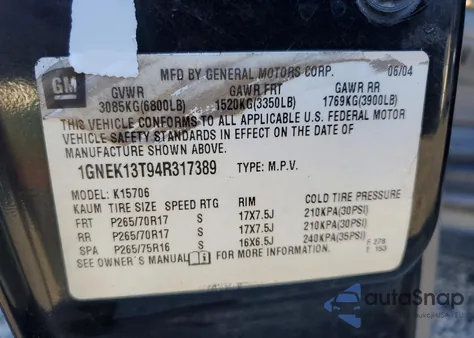 GM
MFD BY GENERAL MOTORS CORP. 06/04
GVWR GAWR FRT GAWR RR
3085KG(6800LB) 1520KG(3350LB) 1769KG(3900LB)
THIS VEHICLE CONFORMS TO ALL APPLICABLE U.S. FEDERAL MOTOR
VEHICLE SAFETY STANDARDS IN EFFECT ON THE DATE OF
MANUFACTURE SHOWN ABOVE.
1GNEK13T94R317389 TYPE: M.P.V.
MODEL: K15706
KAUM TIRE SIZE SPEED RTG RIM COLD TIRE PRESSURE
FRT P265/70R17 S 17X7.5J 210KPA(30PSI)
RR P265/70R17 S 17X7.5J 210KPA(30PSI)
SPA P265/75R16 S 16X6.5J 240KPA(35PSI)
SEE OWNER'S MANUAL FOR MORE INFORMATION.
F 278
T 153
autoSnap